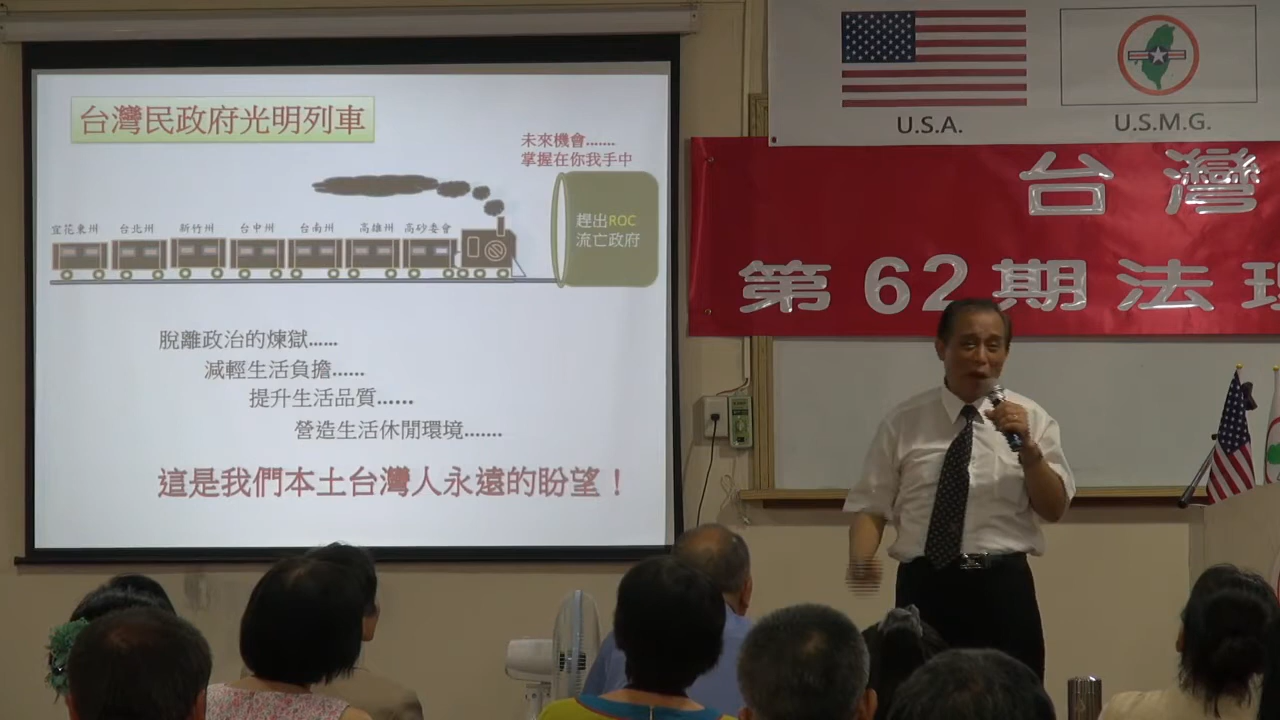 台灣民政府光明列車
未來機會.......
掌握在你我手中
宜花東州 台北州 新竹州 台中州 台南州 高雄州 高砂委會
趕出ROC
流亡政府
脫離政治的煉獄......
減輕生活負擔......
提升生活品質......
營造生活休閒環境.......
這是我們本土台灣人永遠的盼望！
U.S.A.
U.S.M.G.
台灣
第62期法理